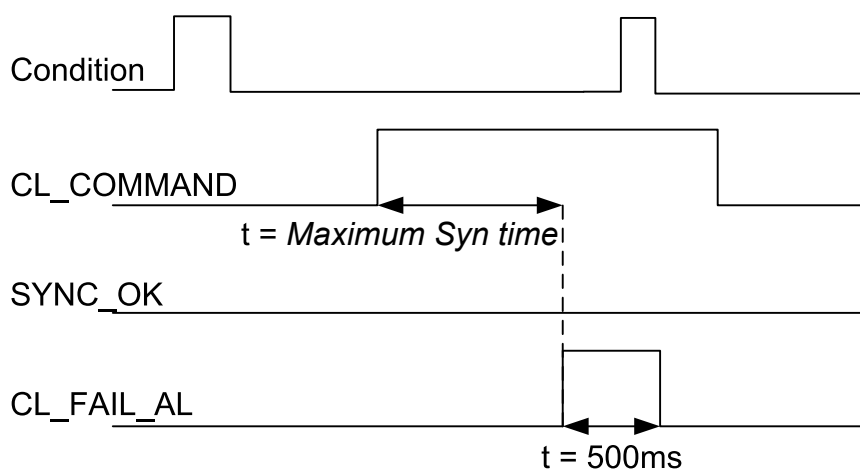 Condition
CL_COMMAND
t = Maximum Syn time
SYNC_OK
CL_FAIL_AL
t = 500ms